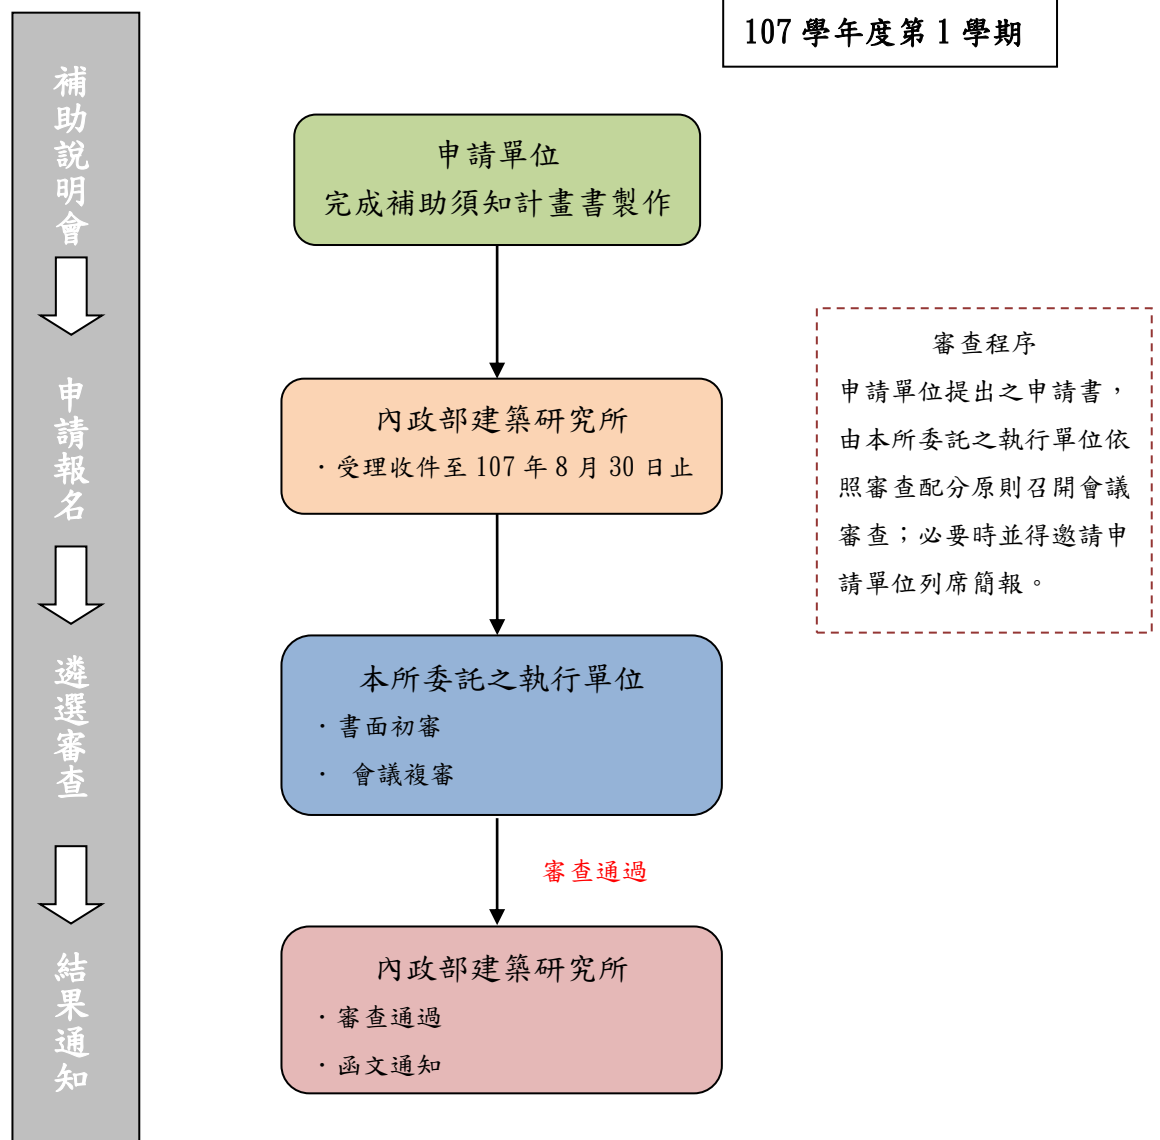 107 學年度第 1 學期
補助說明會
申請報名
遴選審查
結果通知
申請單位
完成補助須知計畫書製作
內政部建築研究所
．受理收件至 107 年 8 月 30 日止
本所委託之執行單位
．書面初審
． 會議複審
審查通過
內政部建築研究所
．審查通過
．函文通知
審查程序
申請單位提出之申請書，
由本所委託之執行單位依
照審查配分原則召開會議
審查；必要時並得邀請申
請單位列席簡報。